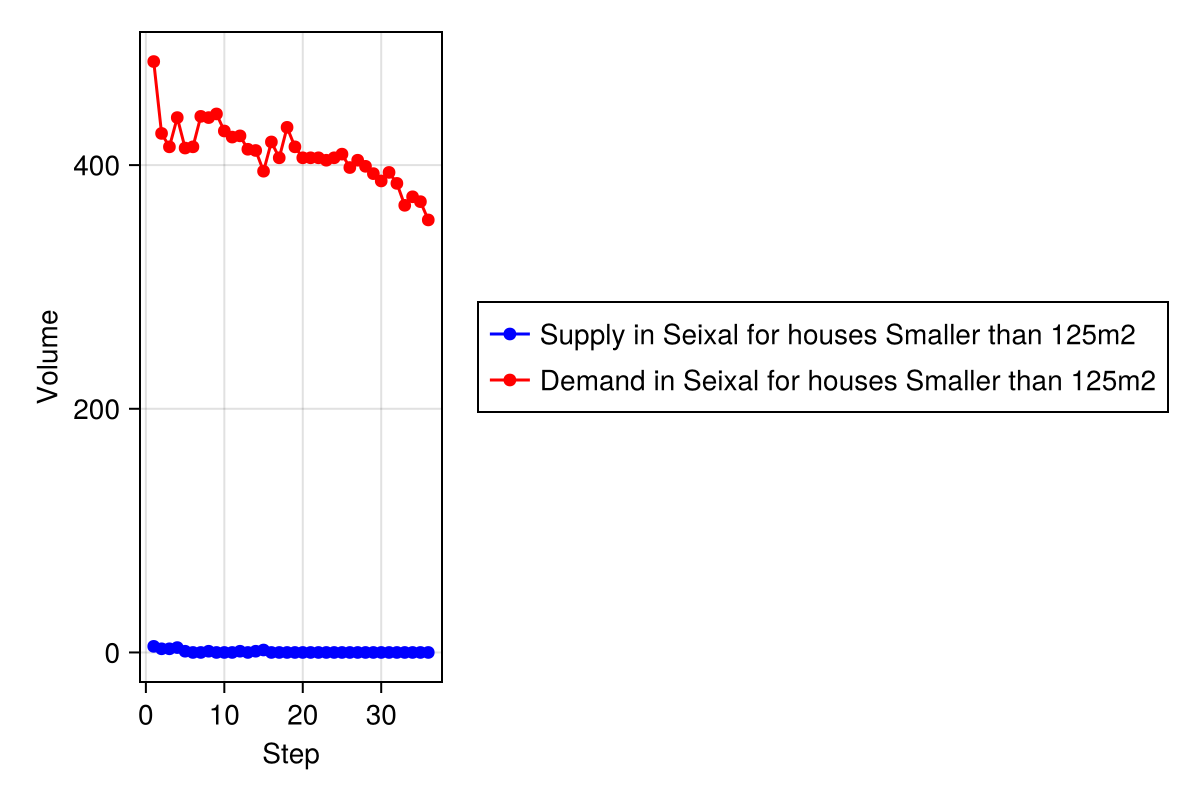 Volume
400
200
0
0 10 20 30
Step
Supply in Seixal for houses Smaller than 125m2
Demand in Seixal for houses Smaller than 125m2